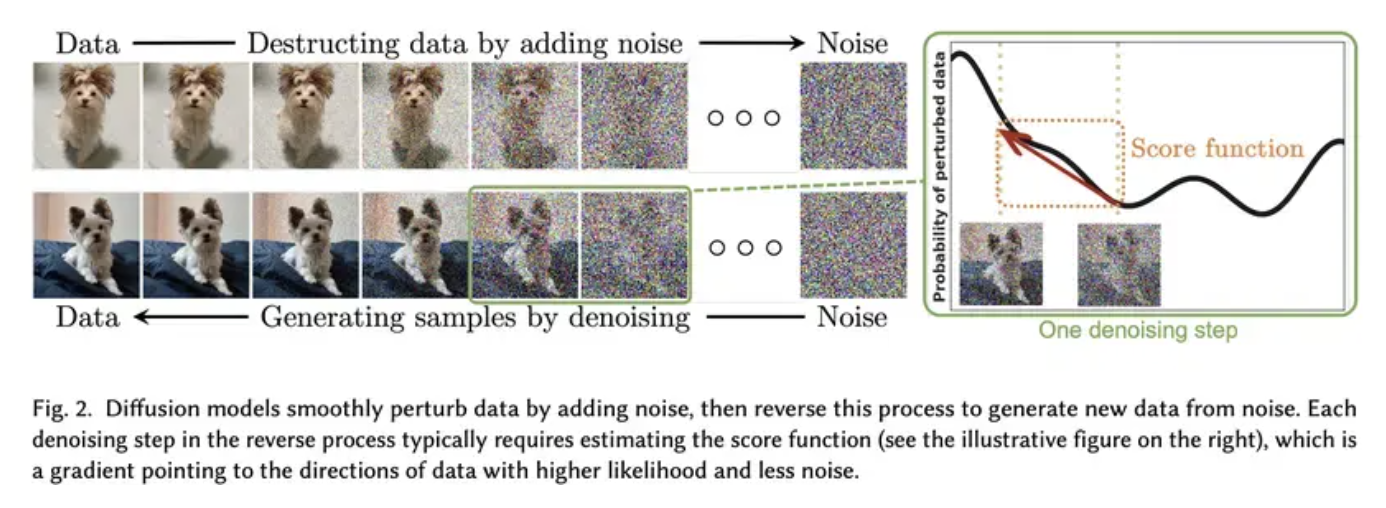 Data Destructing data by adding noise Noise
Data Generating samples by denoising Noise
Probability of perturbed data
Score function
One denoising step
Fig. 2. Diffusion models smoothly perturb data by adding noise, then reverse this process to generate new data from noise. Each
denoising step in the reverse process typically requires estimating the score function (see the illustrative figure on the right), which is
a gradient pointing to the directions of data with higher likelihood and less noise.